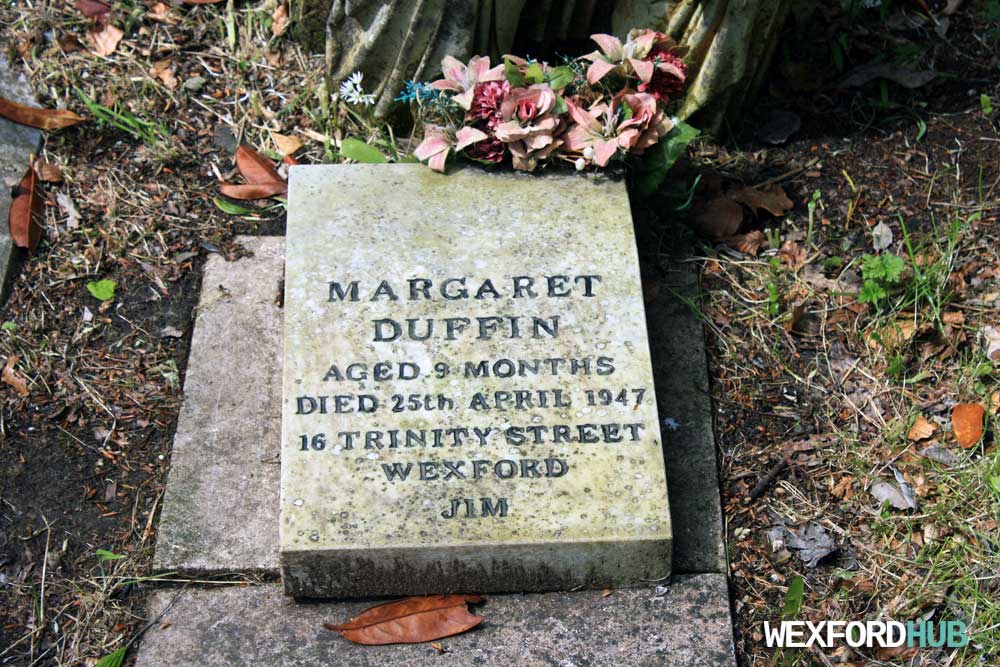 MARGARET
DUFFIN
AGED 9 MONTHS
DIED 25th APRIL 1947
16 TRINITY STREET
WEXFORD
JIM
WEXFORDHUB